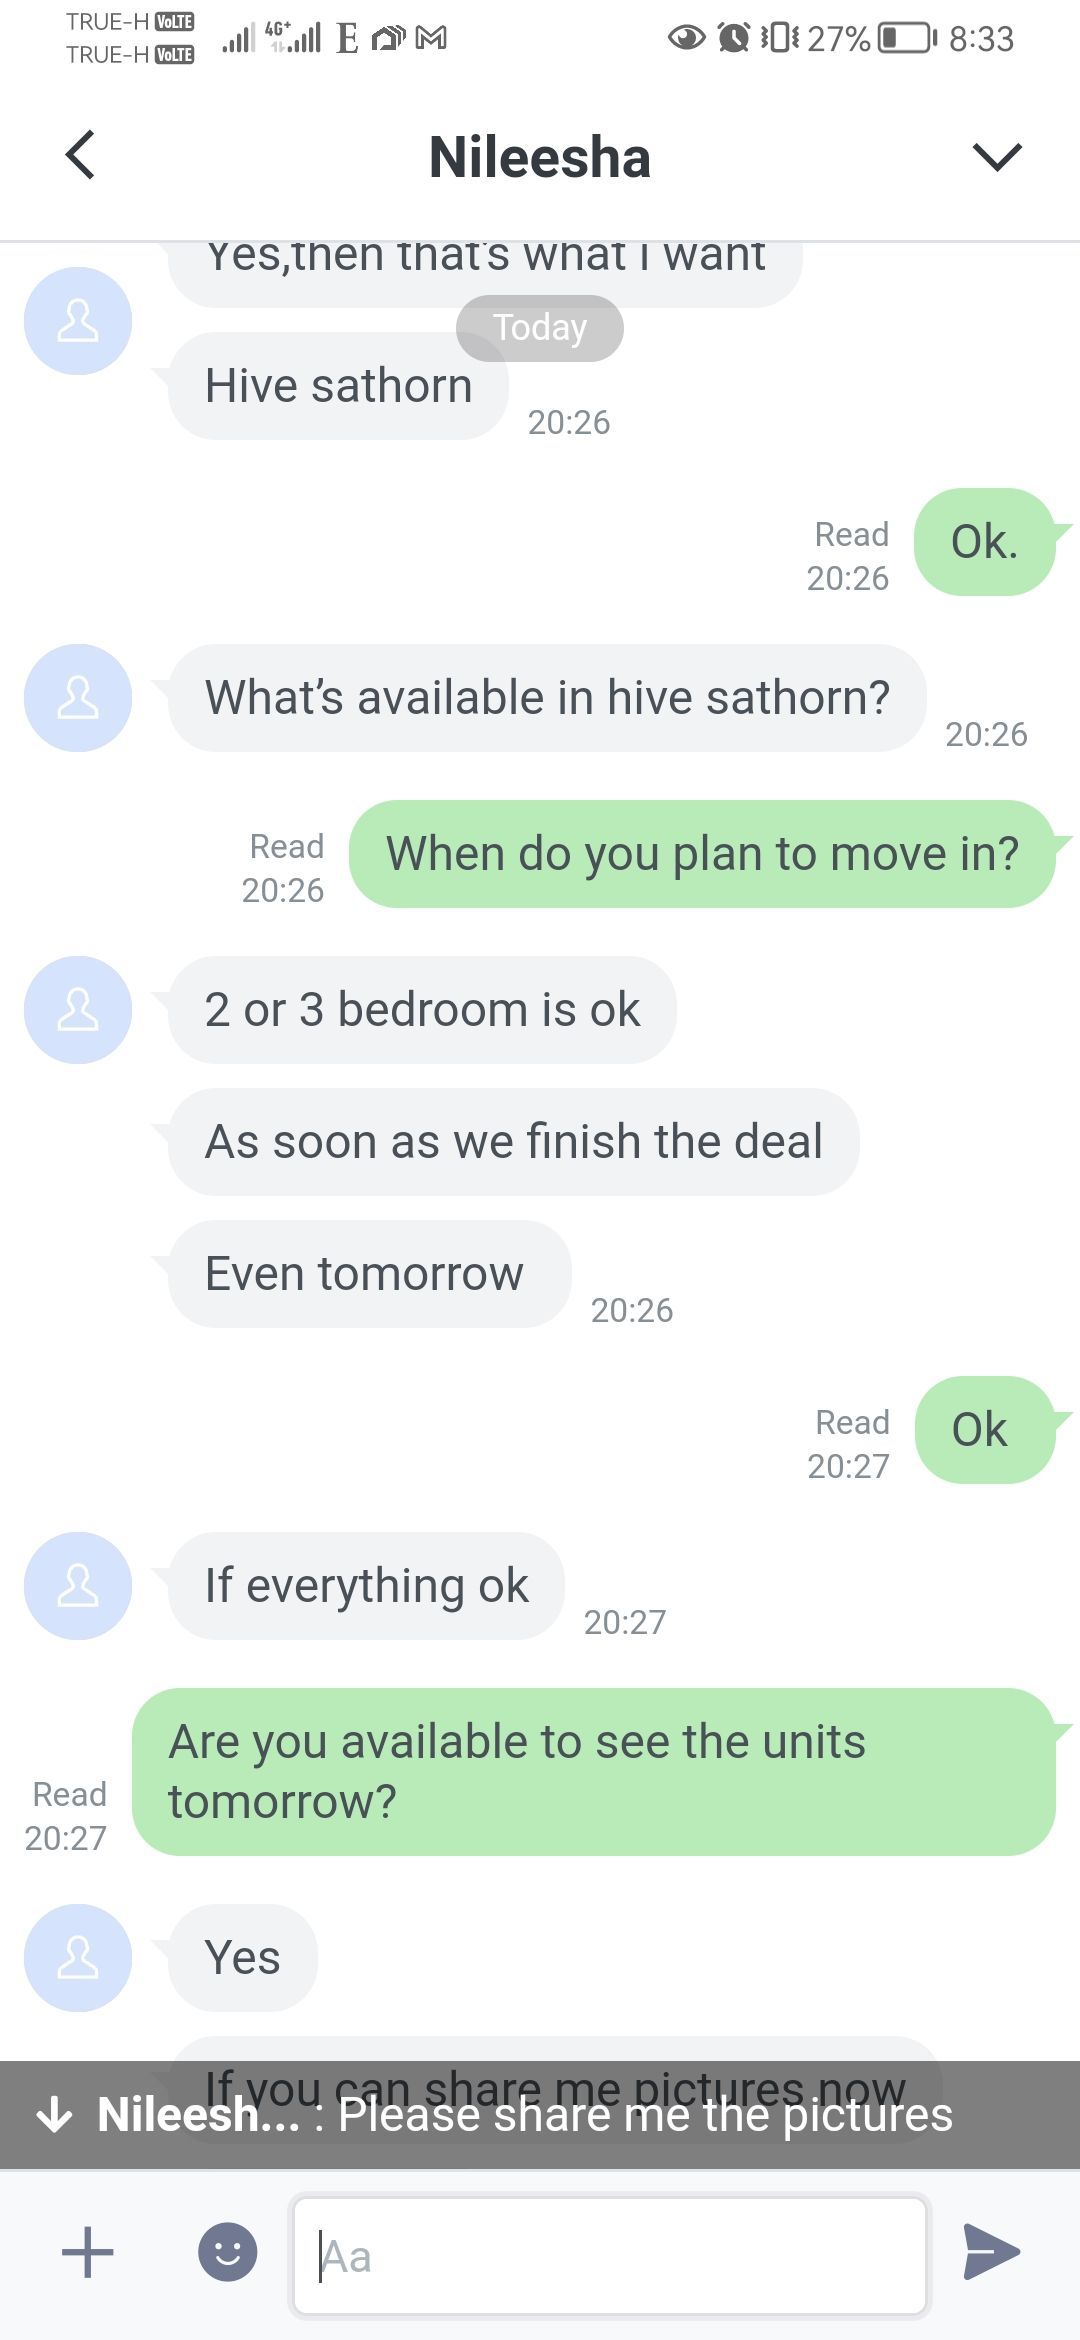 TRUE-H VoLTE
TRUE-H VoLTE
4G+
E
27%
8:33
Nileesha
Yes,then that's what I want
Today
Hive sathorn
20:26
Ok.
Read
20:26
What’s available in hive sathorn?
20:26
When do you plan to move in?
Read
20:26
2 or 3 bedroom is ok
As soon as we finish the deal
Even tomorrow
20:26
Ok
Read
20:27
If everything ok
20:27
Are you available to see the units
tomorrow?
Read
20:27
Yes
If you can share me pictures now
Nileesh... : Please share me the pictures
Aa